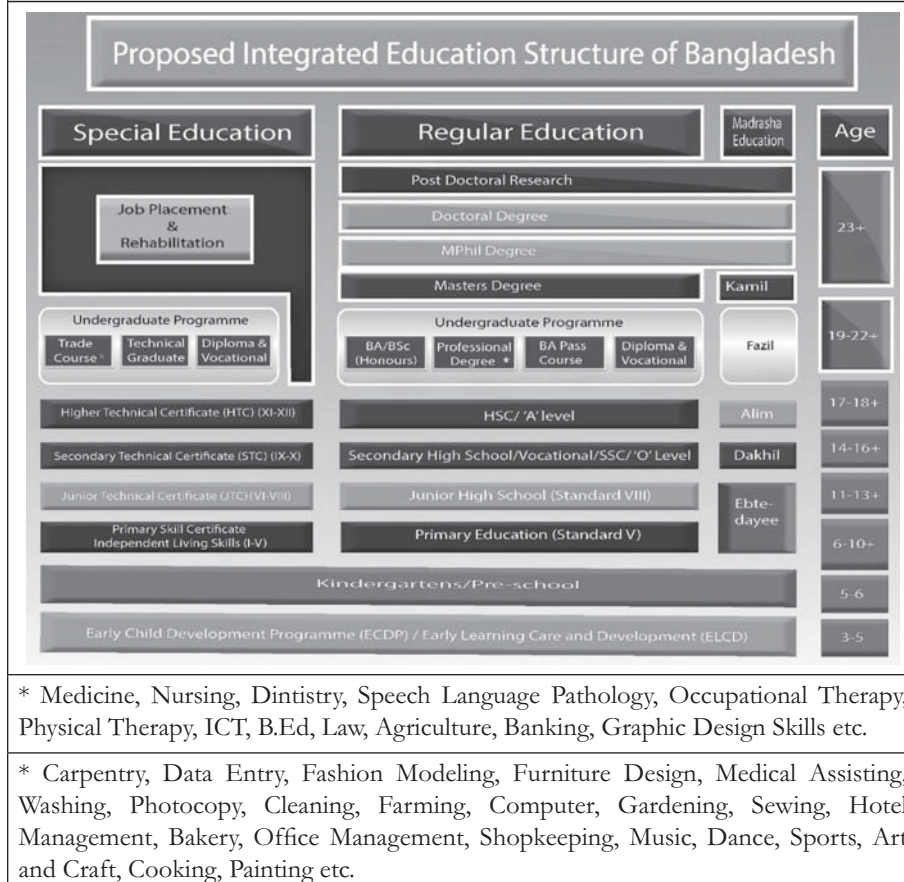 Proposed Integrated Education Structure of Bangladesh
Special Education
Regular Education
Madrasha
Education
Age
Job Placement
&
Rehabilitation
Post Doctoral Research
Doctoral Degree
MPhil Degree
Masters Degree
Kamil
23+
Undergraduate Programme
Trade
Course*
Technical
Graduate
Diploma &
Vocational
Undergraduate Programme
BA/BSc
(Honours)
Professional
Degree *
BA Pass
Course
Diploma &
Vocational
Fazil
19-22+
Higher Technical Certificate (HTC) (XI-XII)
HSC/ 'A' level
Alim
17-18+
Secondary Technical Certificate (STC) (IX-X)
Secondary High School/Vocational/SSC/ 'O' Level
Dakhil
14-16+
Junior Technical Certificate (JTC) (VI-VIII)
Junior High School (Standard VIII)
Ebte-
dayee
11-13+
Primary Skill Certificate
Independent Living Skills (I-V)
Primary Education (Standard V)
6-10+
Kindergartens/Pre-school
5-6
Early Child Development Programme (ECDP) / Early Learning Care and Development (ELCD)
3-5
* Medicine, Nursing, Dintistry, Speech Language Pathology, Occupational Therapy,
Physical Therapy, ICT, B.Ed, Law, Agriculture, Banking, Graphic Design Skills etc.
* Carpentry, Data Entry, Fashion Modeling, Furniture Design, Medical Assisting,
Washing, Photocopy, Cleaning, Farming, Computer, Gardening, Sewing, Hotel
Management, Bakery, Office Management, Shopkeeping, Music, Dance, Sports, Art
and Craft, Cooking, Painting etc.